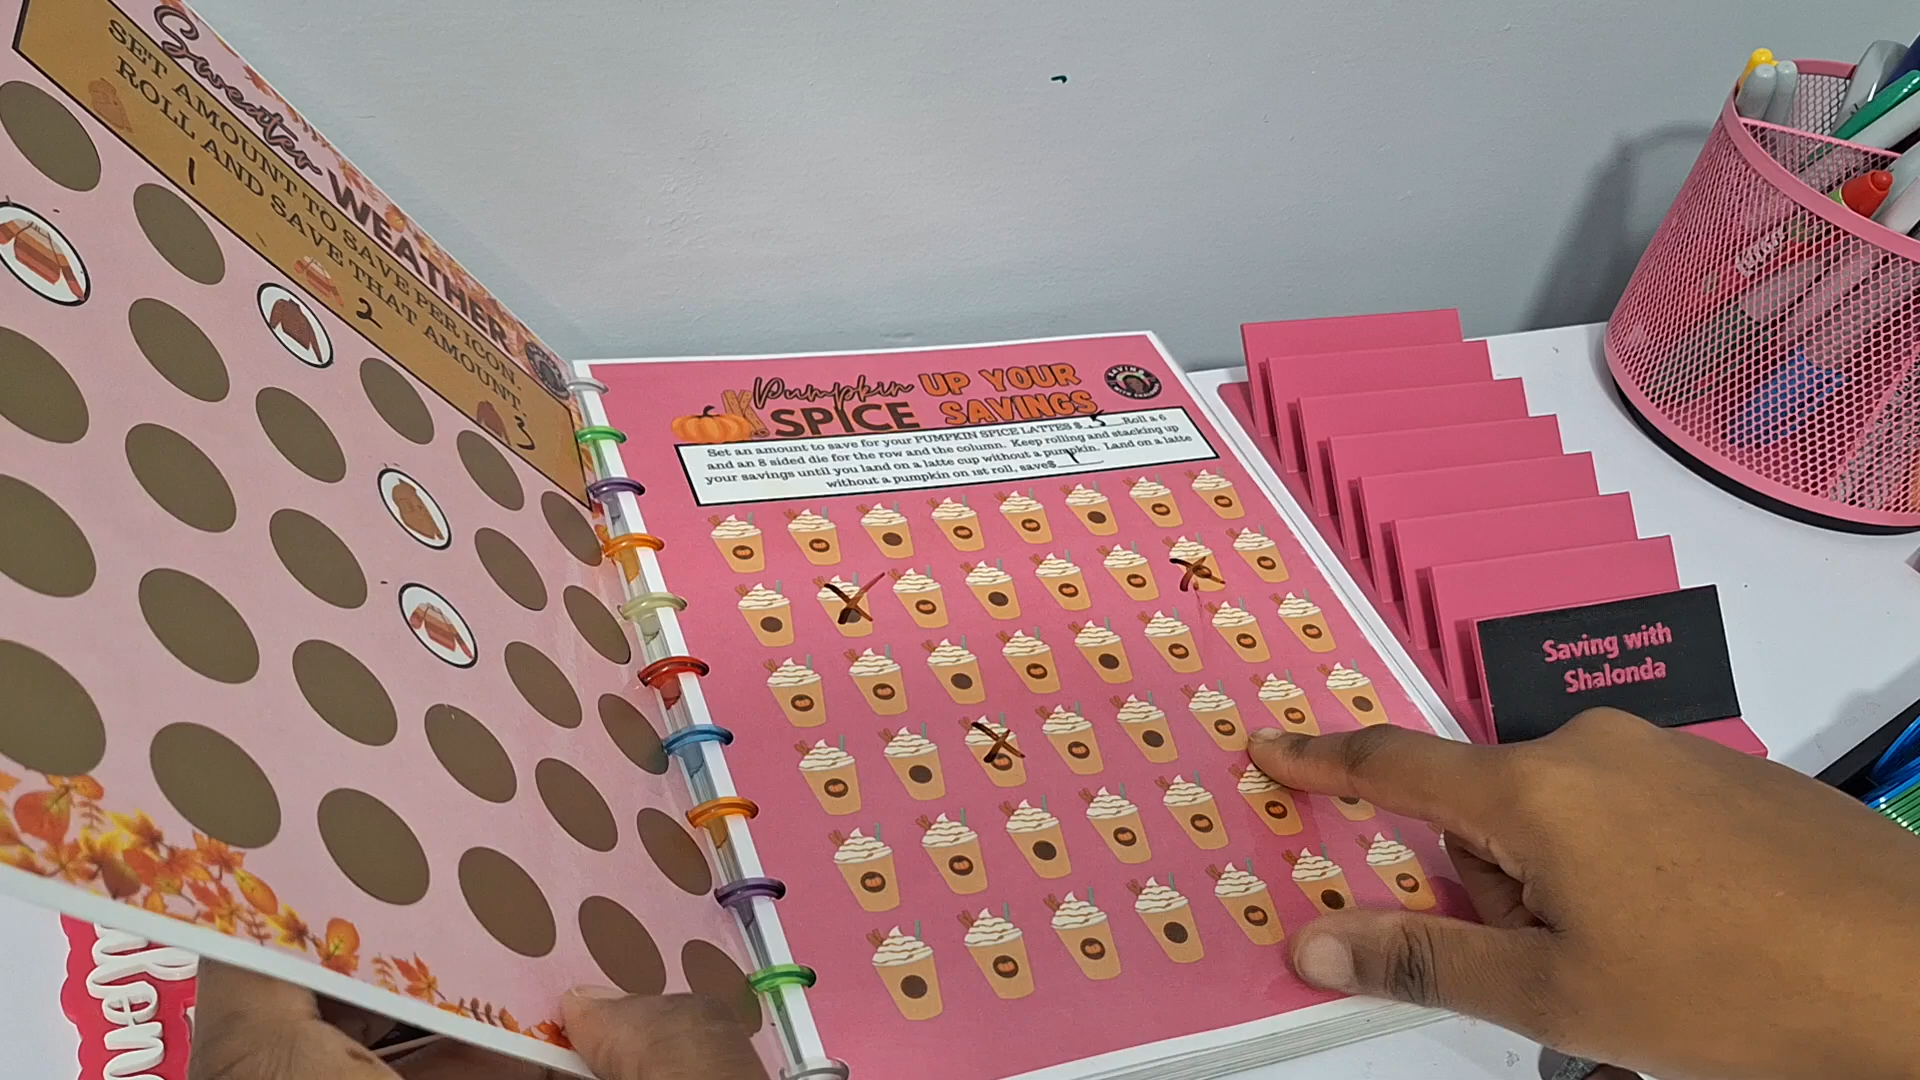 Sweater WEATHER
SET AMOUNT TO SAVE PER ICON.
ROLL AND SAVE THAT AMOUNT.
1
2
3
Pumpkin SPICE UP YOUR SAVINGS
Set an amount to save for your PUMPKIN SPICE LATTES $ 5 Roll a 6
and an 8 sided die for the row and the column. Keep rolling and stacking up
your savings until you land on a latte cup without a pumpkin. Land on a latte
without a pumpkin on 1st roll, save$ 1
SAVING WITH SHALONDA
Saving with
Shalonda